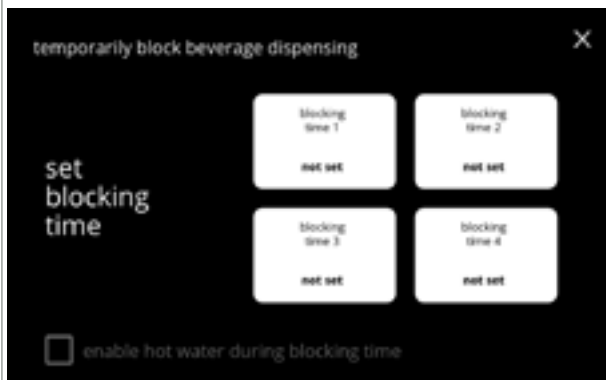 temporarily block beverage dispensing
set
blocking
time
blocking
time 1
not set
blocking
time 2
not set
blocking
time 3
not set
blocking
time 4
not set
enable hot water during blocking time